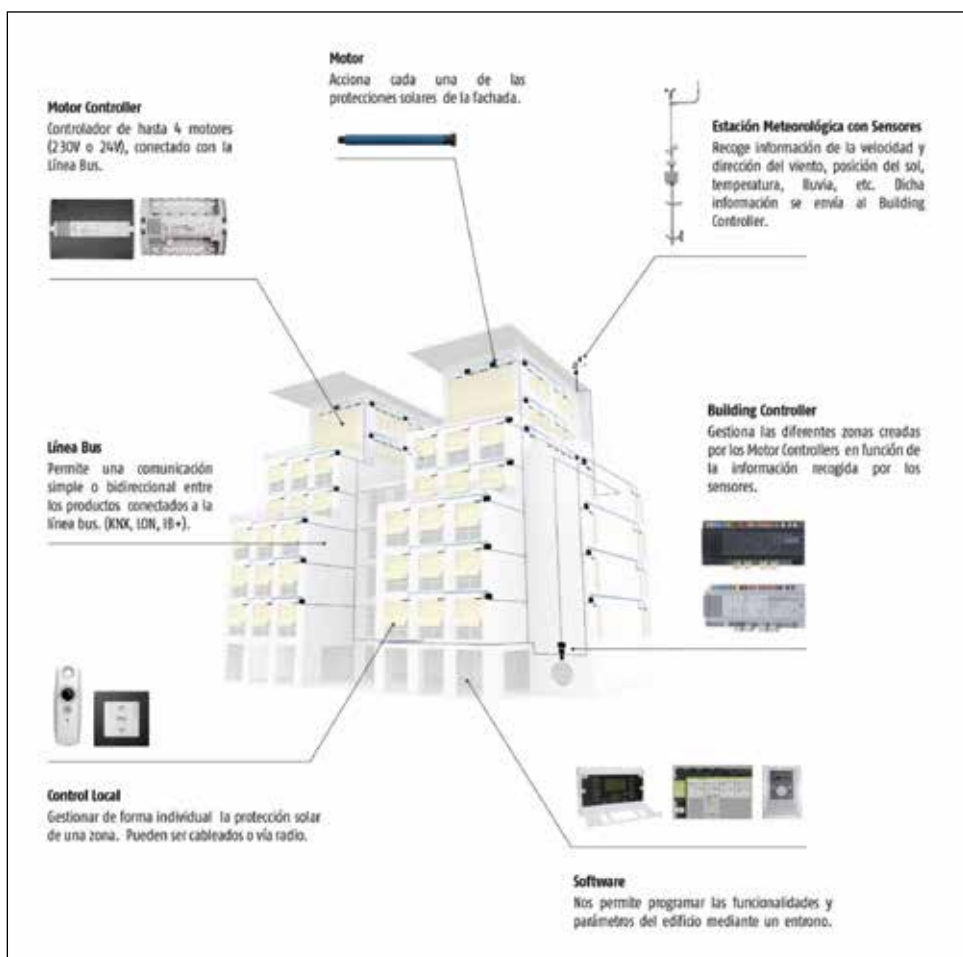 Motor
Acciona cada una de las
protecciones solares de la fachada.
Motor Controller
Controlador de hasta 4 motores
(230V o 24V), conectado con la
Línea Bus.
Estación Meteorológica con Sensores
Recoge información de la velocidad y
dirección del viento, posición del sol,
temperatura, lluvia, etc. Dicha
información se envía al Building
Controller.
Línea Bus
Permite una comunicación
simple o bidireccional entre
los productos conectados a la
línea bus. (KNX, LON, IB+).
Building Controller
Gestiona las diferentes zonas creadas
por los Motor Controllers en función de
la información recogida por los
sensores.
Control Local
Gestionar de forma individual la protección solar
de una zona. Pueden ser cableados o vía radio.
Software
Nos permite programar las funcionalidades y
parámetros del edificio mediante un entrono.